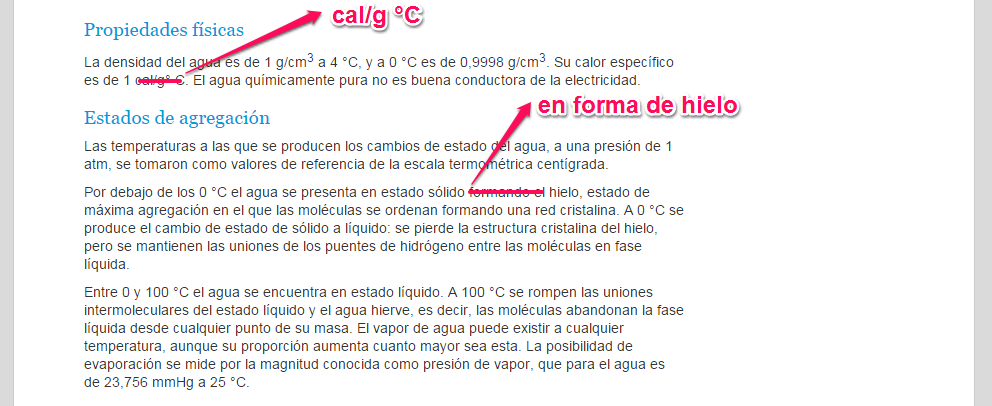 cal/g °C
Propiedades físicas
La densidad del agua es de 1 g/cm3 a 4 °C, y a 0 °C es de 0,9998 g/cm3. Su calor específico
es de 1 cal/g° C. El agua químicamente pura no es buena conductora de la electricidad.
en forma de hielo
Estados de agregación
Las temperaturas a las que se producen los cambios de estado del agua, a una presión de 1
atm, se tomaron como valores de referencia de la escala termométrica centígrada.
Por debajo de los 0 °C el agua se presenta en estado sólido formando el hielo, estado de
máxima agregación en el que las moléculas se ordenan formando una red cristalina. A 0 °C se
produce el cambio de estado de sólido a líquido: se pierde la estructura cristalina del hielo,
pero se mantienen las uniones de los puentes de hidrógeno entre las moléculas en fase
líquida.
Entre 0 y 100 °C el agua se encuentra en estado líquido. A 100 °C se rompen las uniones
intermoleculares del estado líquido y el agua hierve, es decir, las moléculas abandonan la fase
líquida desde cualquier punto de su masa. El vapor de agua puede existir a cualquier
temperatura, aunque su proporción aumenta cuanto mayor sea esta. La posibilidad de
evaporación se mide por la magnitud conocida como presión de vapor, que para el agua es
de 23,756 mmHg a 25 °C.